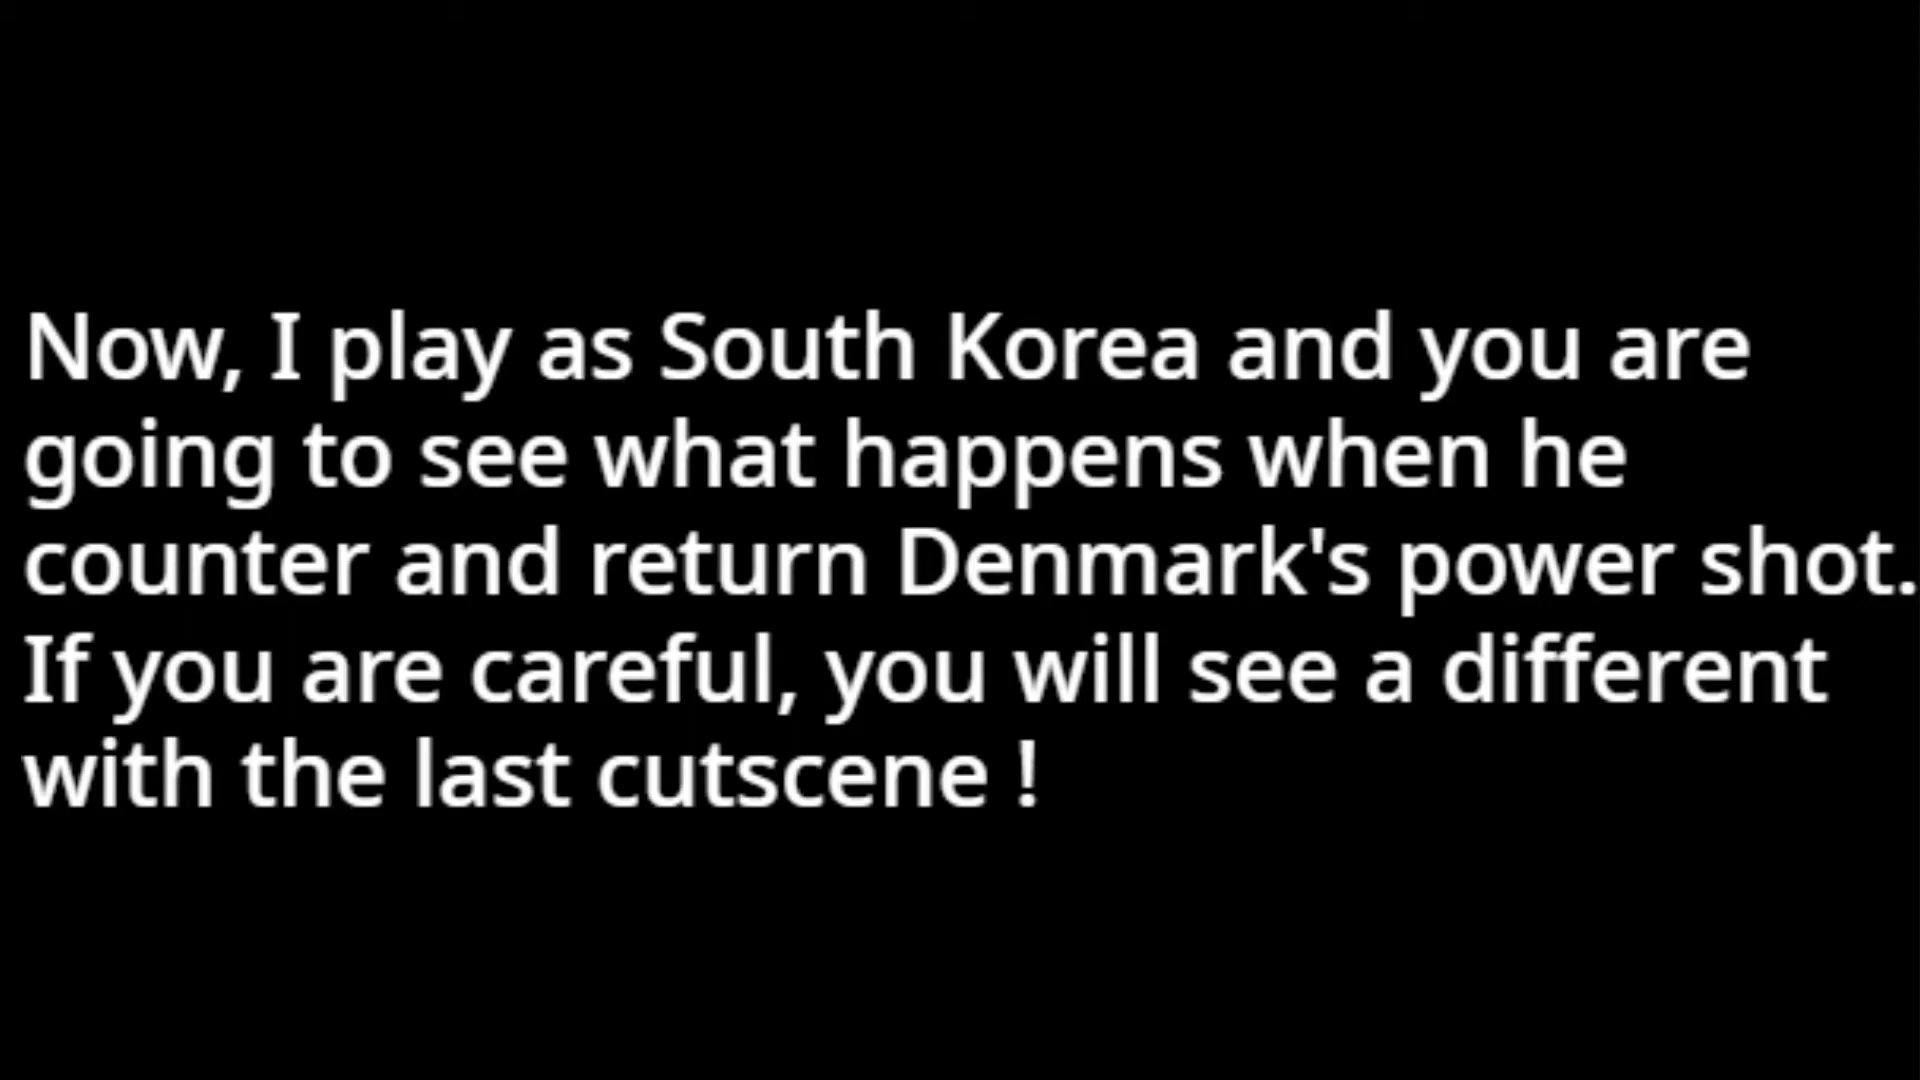 Now, I play as South Korea and you are
going to see what happens when he
counter and return Denmark's power shot.
If you are careful, you will see a different
with the last cutscene !